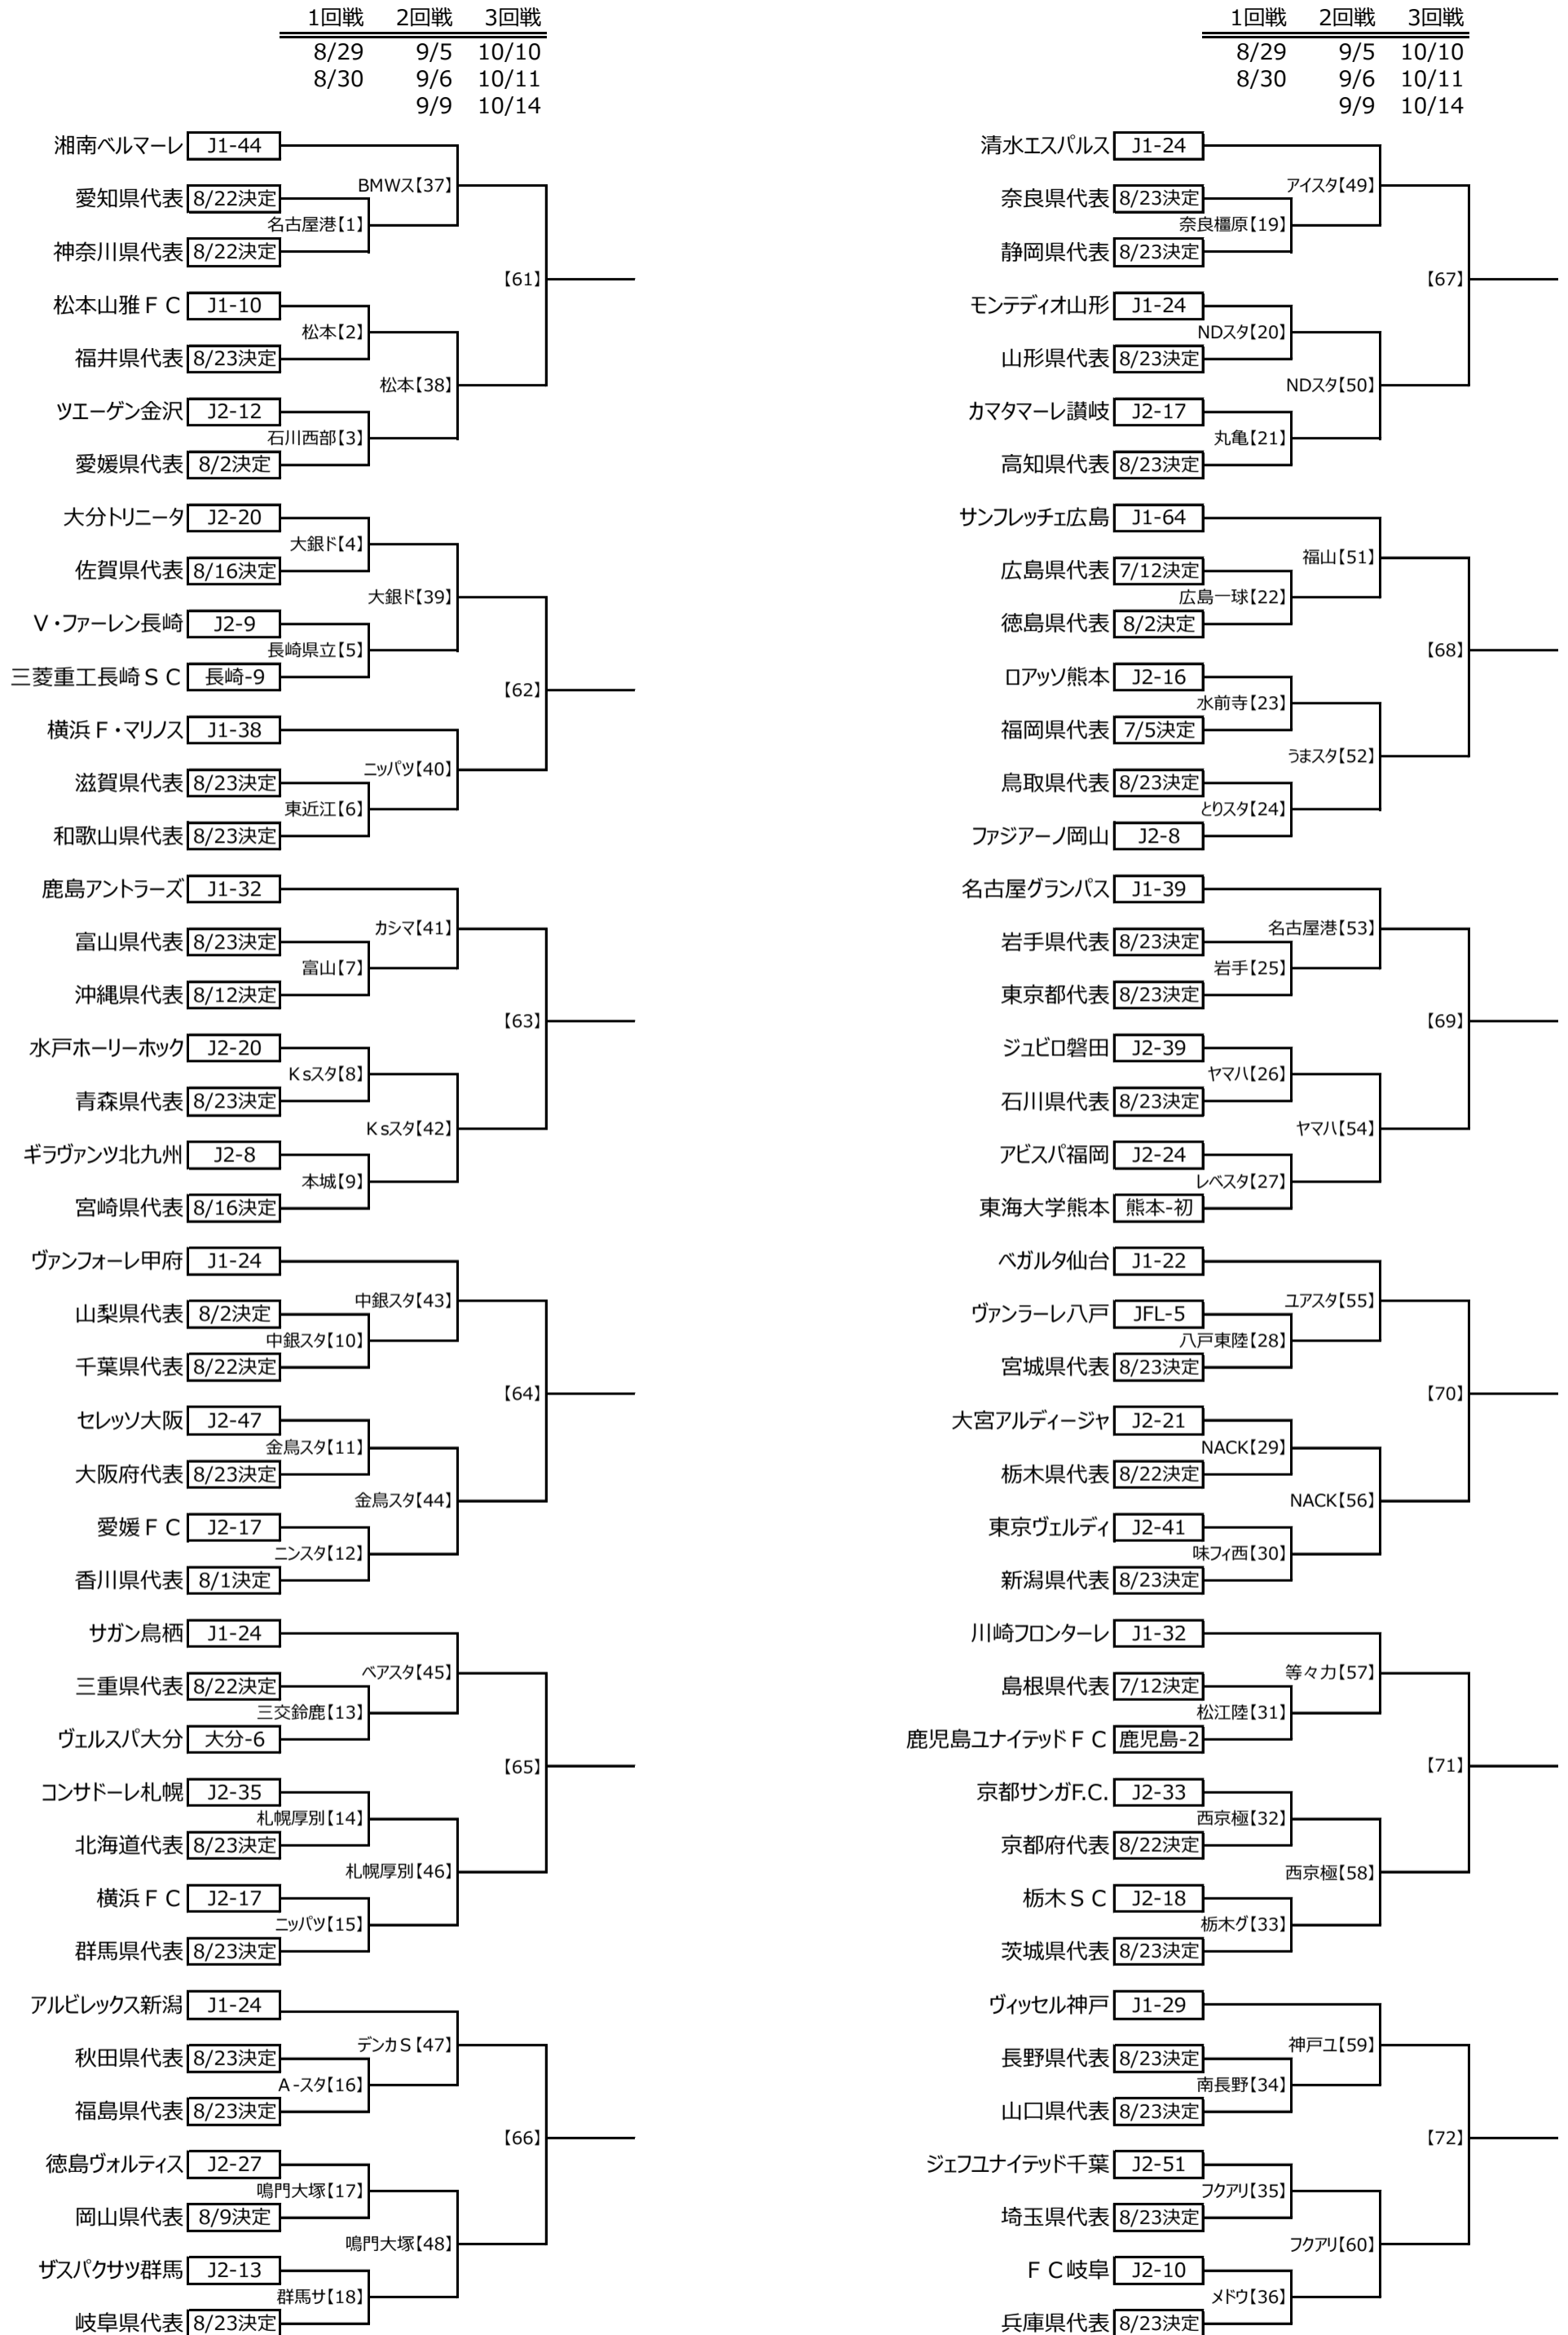 1回戦 2回戦 3回戦
8/29 9/5 10/10
8/30 9/6 10/11
9/9 10/14
湘南ベルマーレ J1-44
BMWス【37】
愛知県代表 8/22決定
名古屋港【1】
神奈川県代表 8/22決定
【61】
松本山雅ＦＣ J1-10
松本【2】
福井県代表 8/23決定
松本【38】
ツエーゲン金沢 J2-12
石川西部【3】
愛媛県代表 8/2決定
大分トリニータ J2-20
大銀ド【4】
佐賀県代表 8/16決定
大銀ド【39】
Ｖ・ファーレン長崎 J2-9
長崎県立【5】
三菱重工長崎ＳＣ 長崎-9
【62】
横浜Ｆ・マリノス J1-38
ニッパツ【40】
滋賀県代表 8/23決定
東近江【6】
和歌山県代表 8/23決定
鹿島アントラーズ J1-32
カシマ【41】
富山県代表 8/23決定
富山【7】
沖縄県代表 8/12決定
【63】
水戸ホーリーホック J2-20
Ｋsスタ【8】
青森県代表 8/23決定
Ｋsスタ【42】
ギラヴァンツ北九州 J2-8
本城【9】
宮崎県代表 8/16決定
ヴァンフォーレ甲府 J1-24
中銀スタ【43】
山梨県代表 8/2決定
中銀スタ【10】
千葉県代表 8/22決定
【64】
セレッソ大阪 J2-47
金鳥スタ【11】
大阪府代表 8/23決定
金鳥スタ【44】
愛媛ＦＣ J2-17
ニンスタ【12】
香川県代表 8/1決定
サガン鳥栖 J1-24
ベアスタ【45】
三重県代表 8/22決定
三交鈴鹿【13】
ヴェルスパ大分 大分-6
【65】
コンサドーレ札幌 J2-35
札幌厚別【14】
北海道代表 8/23決定
札幌厚別【46】
横浜ＦＣ J2-17
ニッパツ【15】
群馬県代表 8/23決定
アルビレックス新潟 J1-24
デンカＳ【47】
秋田県代表 8/23決定
Ａ-スタ【16】
福島県代表 8/23決定
【66】
徳島ヴォルティス J2-27
鳴門大塚【17】
岡山県代表 8/9決定
鳴門大塚【48】
ザスパクサツ群馬 J2-13
群馬サ【18】
岐阜県代表 8/23決定
1回戦 2回戦 3回戦
8/29 9/5 10/10
8/30 9/6 10/11
9/9 10/14
清水エスパルス J1-24
アイスタ【49】
奈良県代表 8/23決定
奈良橿原【19】
静岡県代表 8/23決定
【67】
モンテディオ山形 J1-24
NDスタ【20】
山形県代表 8/23決定
NDスタ【50】
カマタマーレ讃岐 J2-17
丸亀【21】
高知県代表 8/23決定
サンフレッチェ広島 J1-64
福山【51】
広島県代表 7/12決定
広島一球【22】
徳島県代表 8/2決定
【68】
ロアッソ熊本 J2-16
水前寺【23】
福岡県代表 7/5決定
うまスタ【52】
鳥取県代表 8/23決定
とりスタ【24】
ファジアーノ岡山 J2-8
名古屋グランパス J1-39
名古屋港【53】
岩手県代表 8/23決定
岩手【25】
東京都代表 8/23決定
【69】
ジュビロ磐田 J2-39
ヤマハ【26】
石川県代表 8/23決定
ヤマハ【54】
アビスパ福岡 J2-24
レベスタ【27】
東海大学熊本 熊本-初
ベガルタ仙台 J1-22
ユアスタ【55】
ヴァンラーレ八戸 JFL-5
八戸東陸【28】
宮城県代表 8/23決定
【70】
大宮アルディージャ J2-21
NACK【29】
栃木県代表 8/22決定
NACK【56】
東京ヴェルディ J2-41
味フィ西【30】
新潟県代表 8/23決定
川崎フロンターレ J1-32
等々力【57】
島根県代表 7/12決定
松江陸【31】
鹿児島ユナイテッドＦＣ 鹿児島-2
【71】
京都サンガF.C. J2-33
西京極【32】
京都府代表 8/22決定
西京極【58】
栃木ＳＣ J2-18
栃木グ【33】
茨城県代表 8/23決定
ヴィッセル神戸 J1-29
神戸ユ【59】
長野県代表 8/23決定
南長野【34】
山口県代表 8/23決定
【72】
ジェフユナイテッド千葉 J2-51
フクアリ【35】
埼玉県代表 8/23決定
フクアリ【60】
ＦＣ岐阜 J2-10
メドウ【36】
兵庫県代表 8/23決定